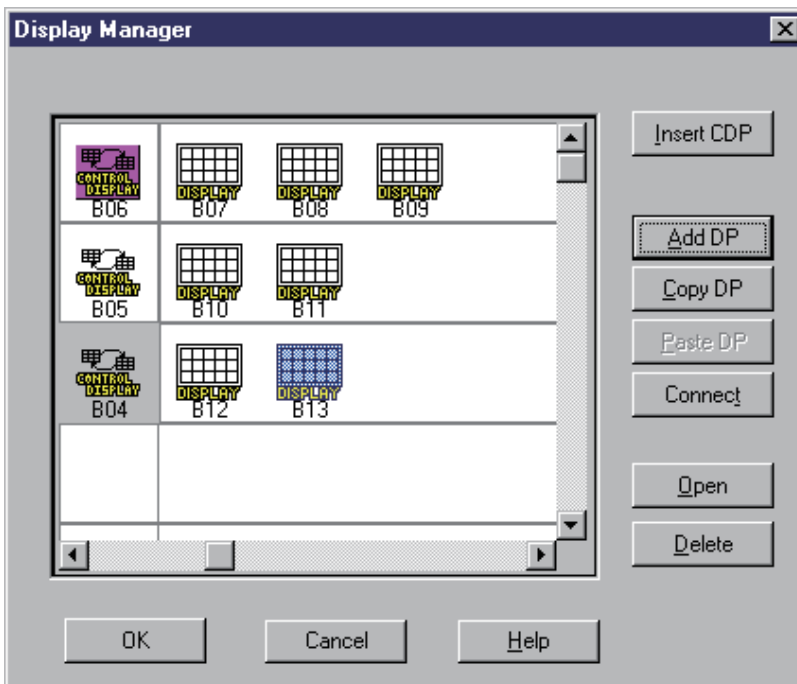 Display Manager
Insert CDP
CONTROL DISPLAY B06
DISPLAY B07
DISPLAY B08
DISPLAY B09
Add DP
CONTROL DISPLAY B05
DISPLAY B10
DISPLAY B11
Copy DP
Paste DP
CONTROL DISPLAY B04
DISPLAY B12
DISPLAY B13
Connect
Open
Delete
OK
Cancel
Help